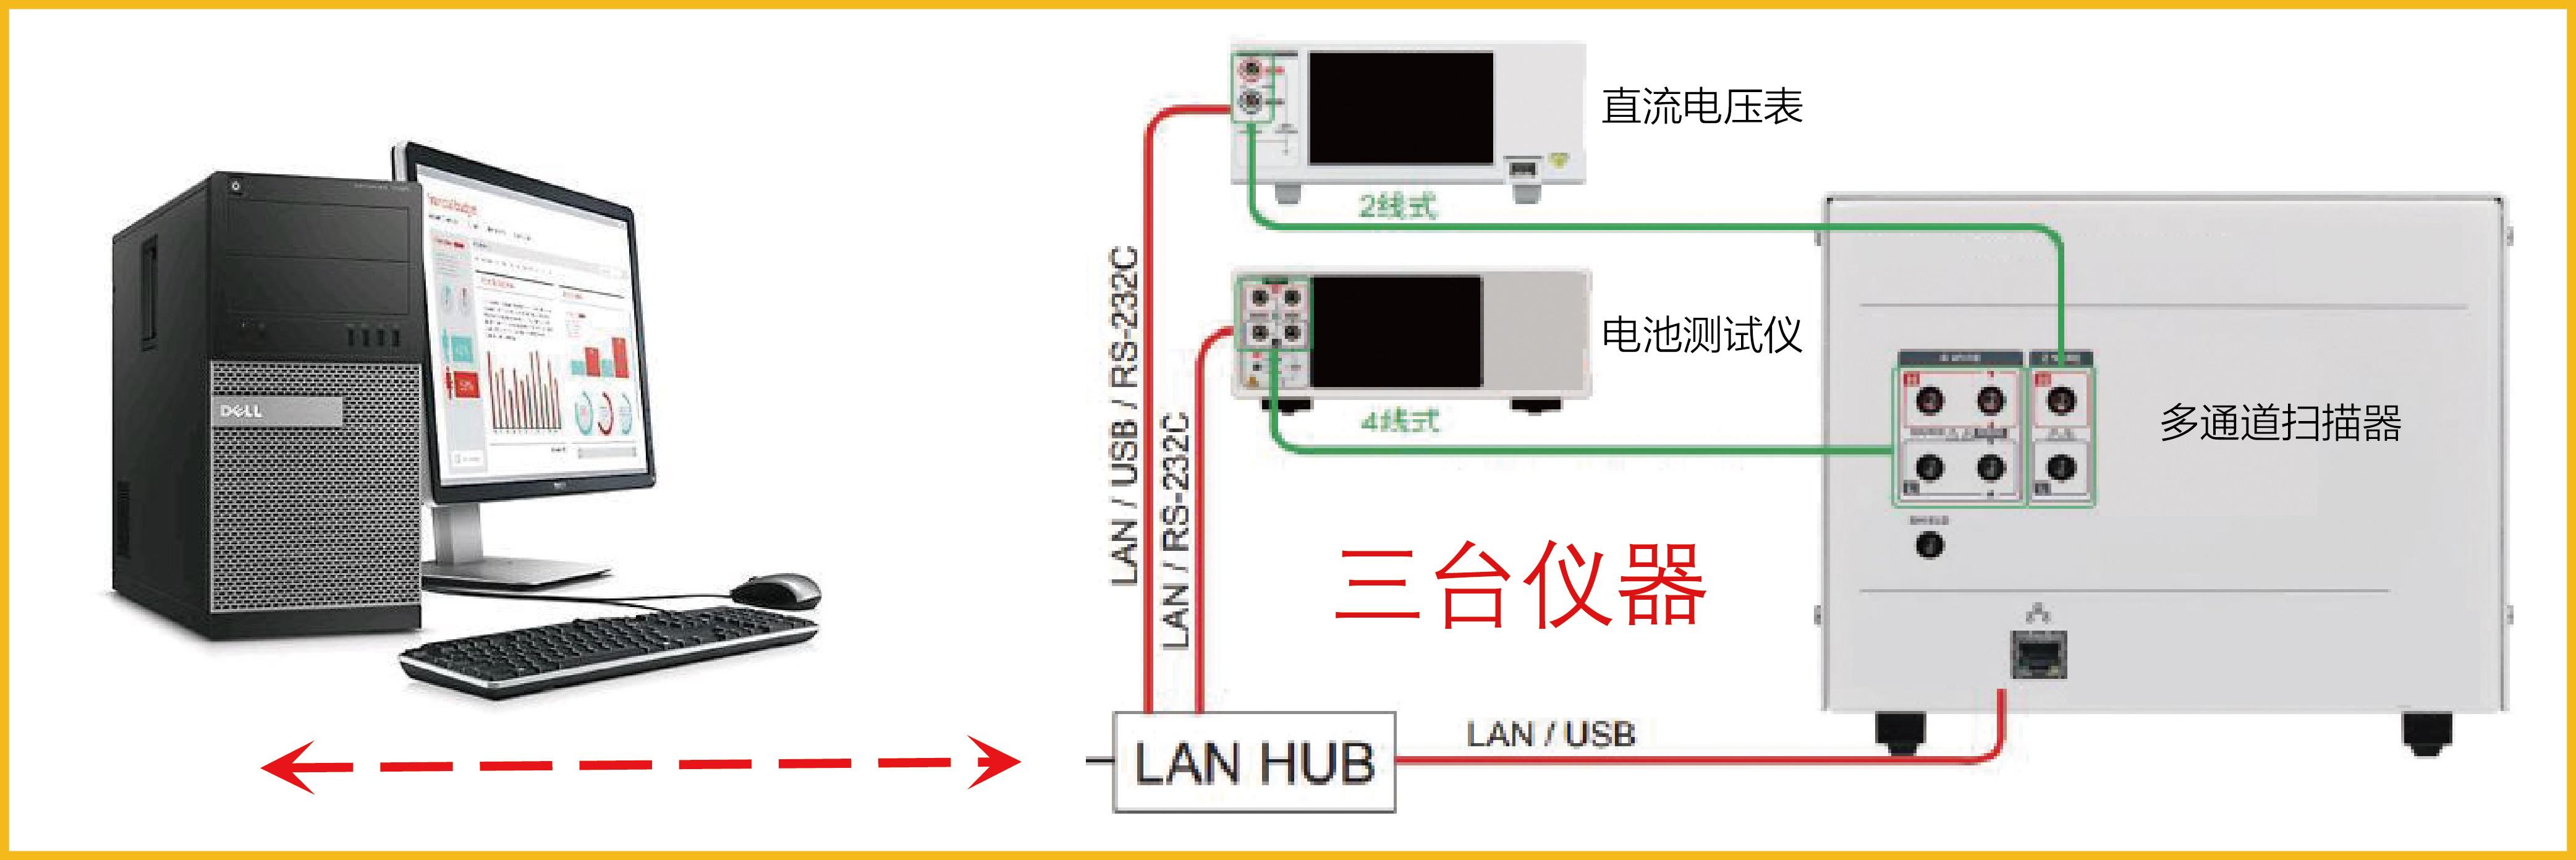 直流电压表
2线式
LAN / USB / RS-232C
电池测试仪
4线式
LAN / RS-232C
DELL
多通道扫描器
SHIELD
三台仪器
LAN / USB
LAN HUB